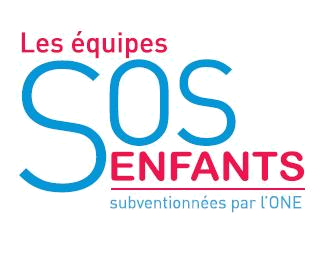 Les équipes
SOS
ENFANTS
subventionnées par l'ONE